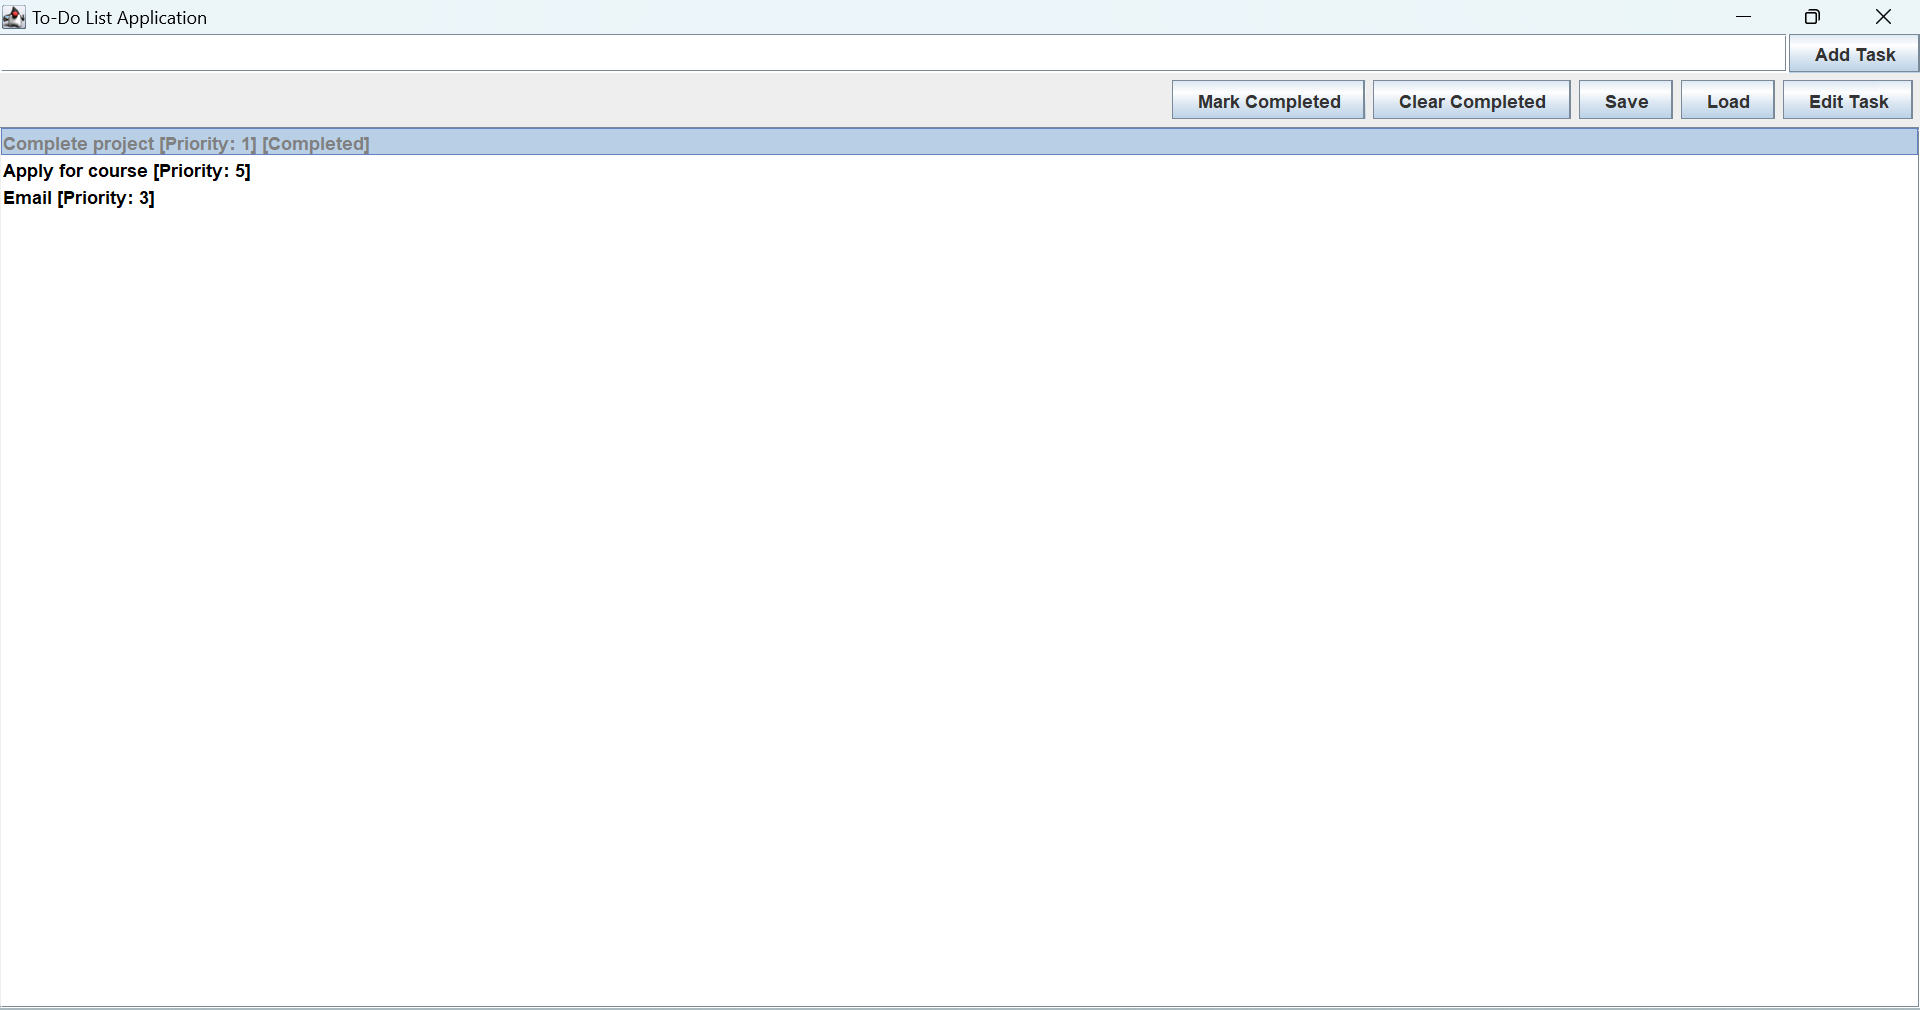 To-Do List Application
Add Task
Mark Completed Clear Completed Save Load Edit Task
Complete project [Priority: 1] [Completed]
Apply for course [Priority: 5]
Email [Priority: 3]